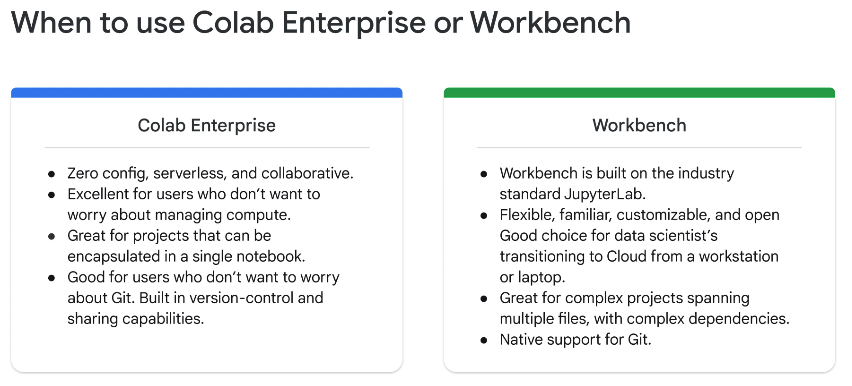 When to use Colab Enterprise or Workbench
Colab Enterprise
● Zero config, serverless, and collaborative.
● Excellent for users who don't want to
worry about managing compute.
● Great for projects that can be
encapsulated in a single notebook.
● Good for users who don't want to worry
about Git. Built in version-control and
sharing capabilities.
Workbench
● Workbench is built on the industry
standard JupyterLab.
● Flexible, familiar, customizable, and open
Good choice for data scientist's
transitioning to Cloud from a workstation
or laptop.
● Great for complex projects spanning
multiple files, with complex dependencies.
● Native support for Git.